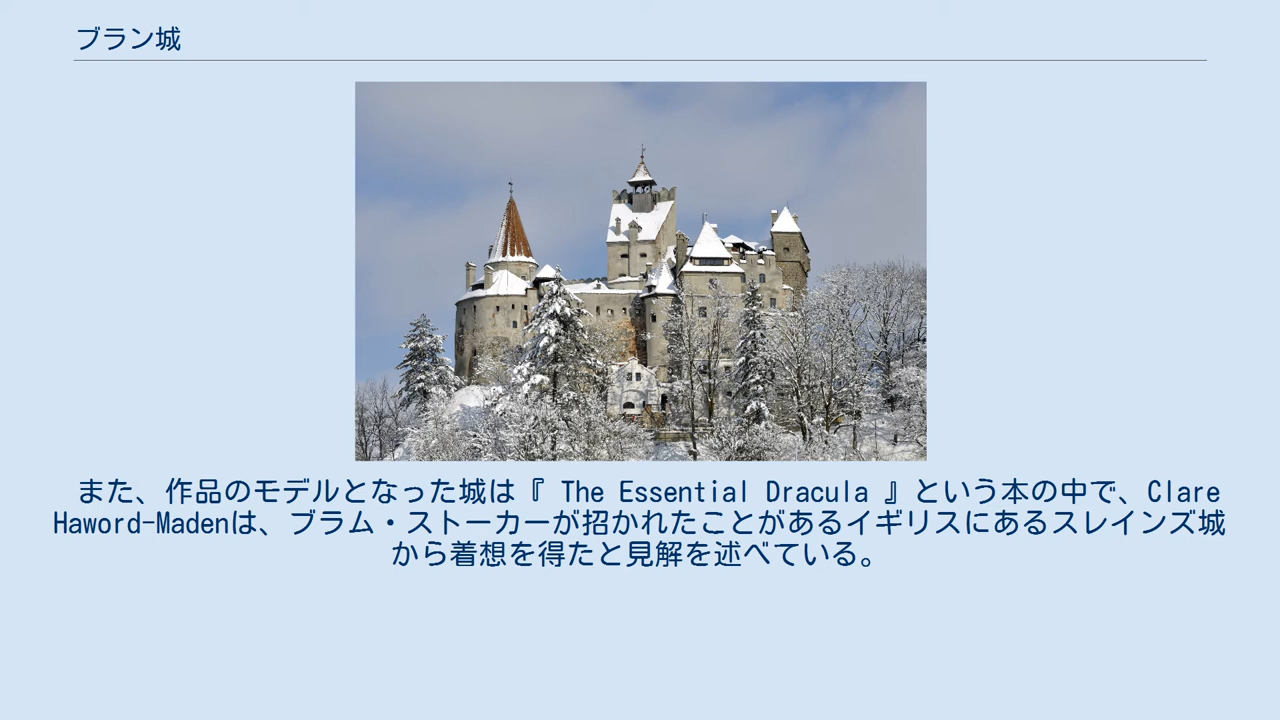 ブラン城
また、作品のモデルとなった城は『 The Essential Dracula 』という本の中で、Clare
Haword-Madenは、ブラム・ストーカーが招かれたことがあるイギリスにあるスレインズ城
から着想を得たと見解を述べている。